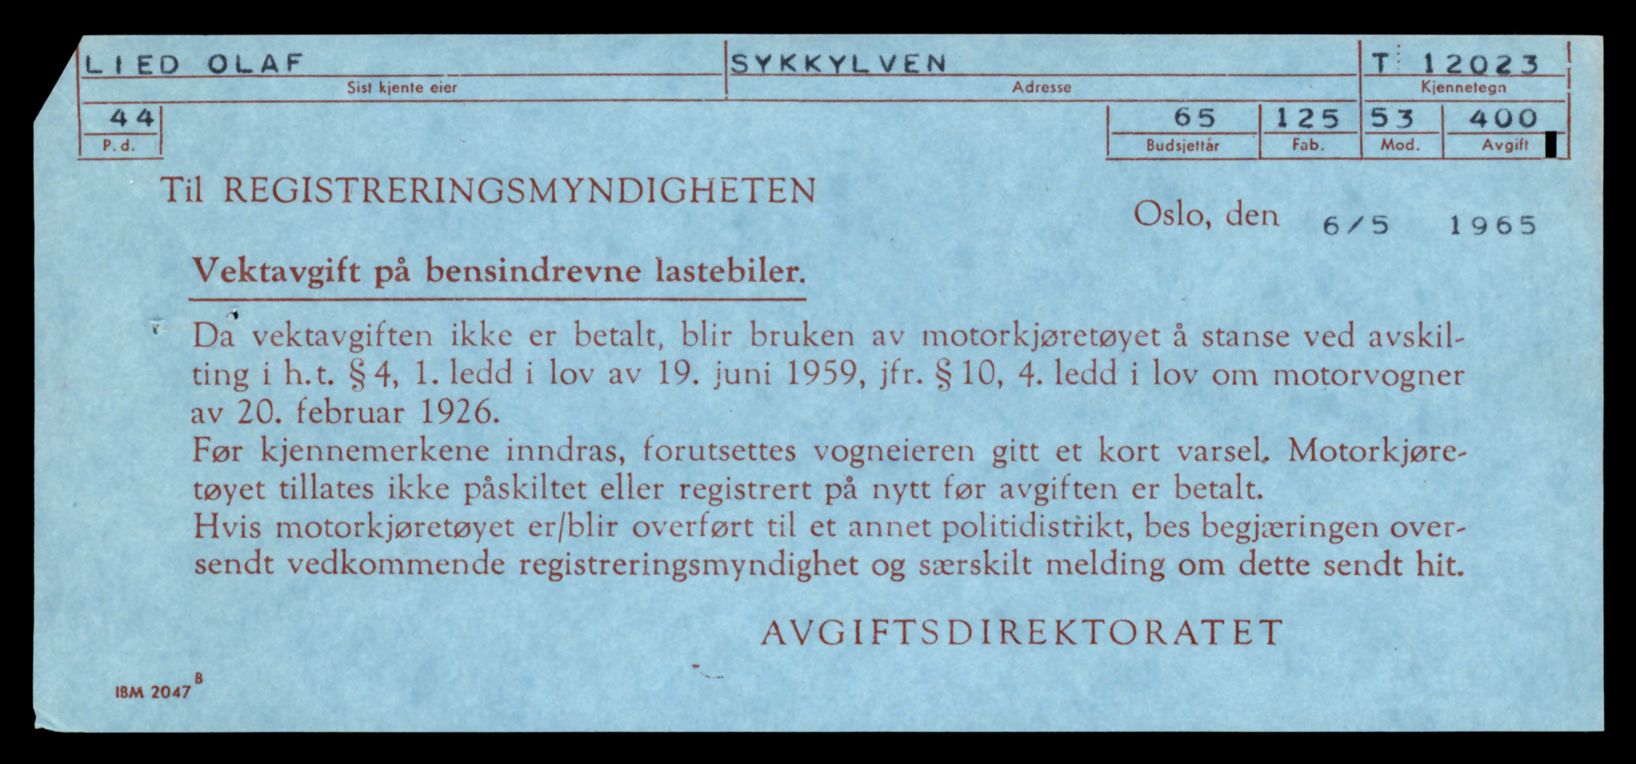 LIED OLAF SYKKYLVEN T 12023
Sist kjente eier Adresse Kjennetegn
44 65 125 53 400
P. d. Budsjettår Fab. Mod. Avgift
Til REGISTRERINGSMYNDIGHETEN
Oslo, den 6/5 1965
Vektavgift på bensindrevne lastebiler.
Da vektavgiften ikke er betalt, blir bruken av motorkjøretøyet å stanse ved avskil-
ting i h.t. § 4, 1. ledd i lov av 19. juni 1959, jfr. § 10, 4. ledd i lov om motorvogner
av 20. februar 1926.
Før kjennemerkene inndras, forutsettes vogneieren gitt et kort varsel. Motorkjøre-
tøyet tillates ikke påskiltet eller registrert på nytt før avgiften er betalt.
Hvis motorkjøretøyet er/blir overført til et annet politidistrikt, bes begjæringen over-
sendt vedkommende registreringsmyndighet og særskilt melding om dette sendt hit.
AVGIFTSDIREKTORATET
IBM 2047 B